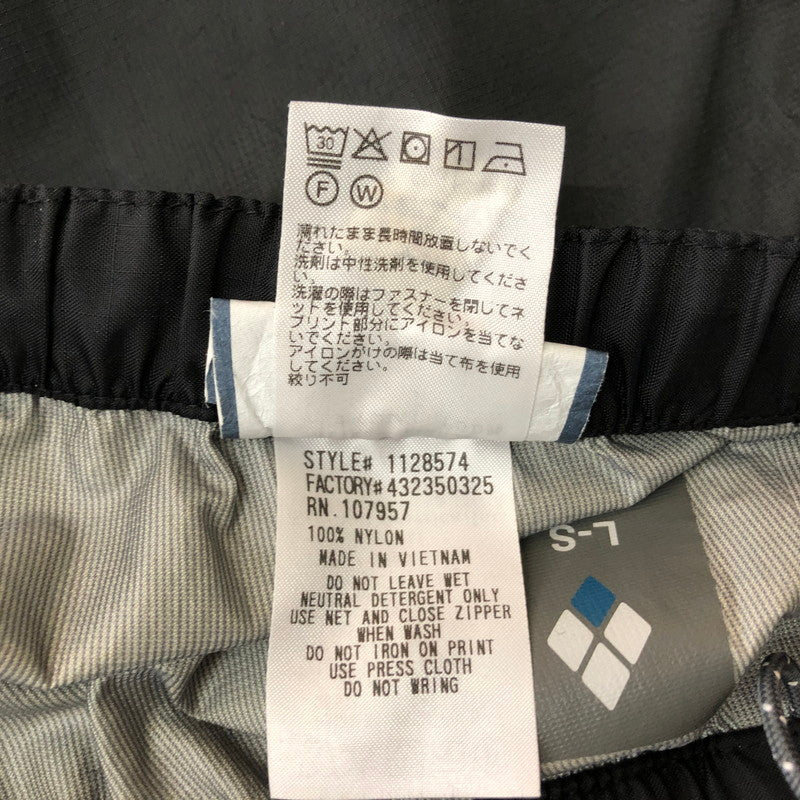 30
F W
濡れたまま長時間放置しないでく
ださい。
洗剤は中性洗剤を使用してくださ
い。
洗濯の際はファスナーを閉してネ
ットを使用してください。
プリント部分にアイロンを当てな
いでください。
アイロンがけの際は当て布を使用
してください。
絞り不可
STYLE# 1128574
FACTORY#432350325
RN.107957
100% NYLON
MADE IN VIETNAM
DO NOT LEAVE WET
NEUTRAL DETERGENT ONLY
USE NET AND CLOSE ZIPPER
WHEN WASH
DO NOT IRON ON PRINT
USE PRESS CLOTH
DO NOT WRING
L-S